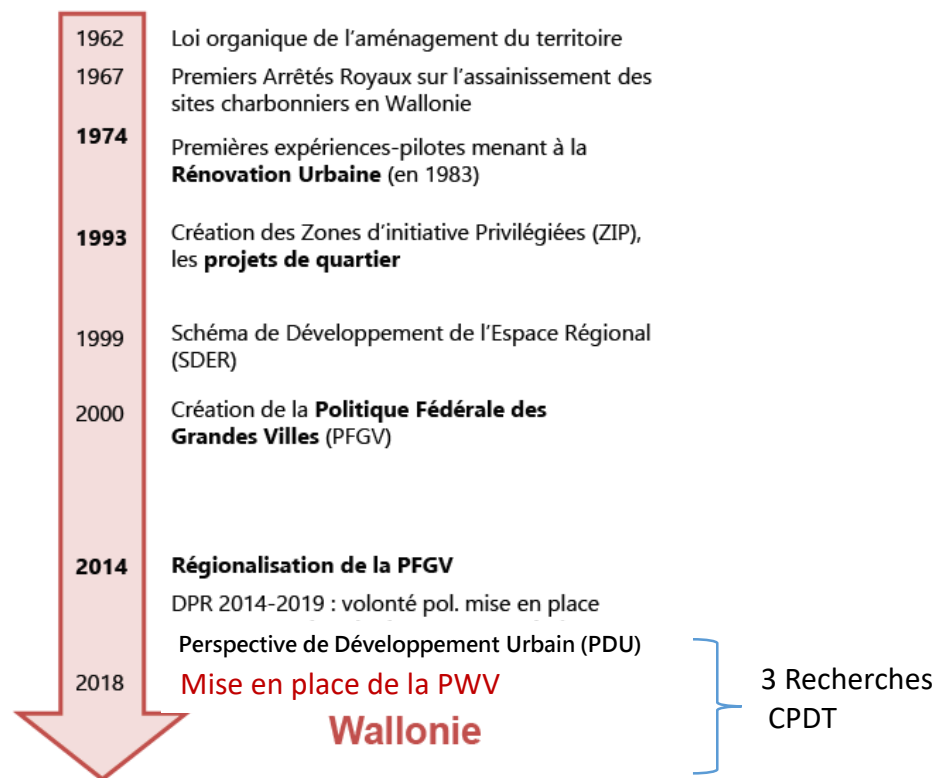 1962 Loi organique de l’aménagement du territoire
1967 Premiers Arrêtés Royaux sur l’assainissement des
sites charbonniers en Wallonie
1974 Premières expériences-pilotes menant à la
Rénovation Urbaine (en 1983)
1993 Création des Zones d’initiative Privilégiées (ZIP),
les projets de quartier
1999 Schéma de Développement de l’Espace Régional
(SDER)
2000 Création de la Politique Fédérale des
Grandes Villes (PFGV)
2014 Régionalisation de la PFGV
DPR 2014-2019 : volonté pol. mise en place
Perspective de Développement Urbain (PDU)
2018 Mise en place de la PWV
Wallonie
3 Recherches
CPDT